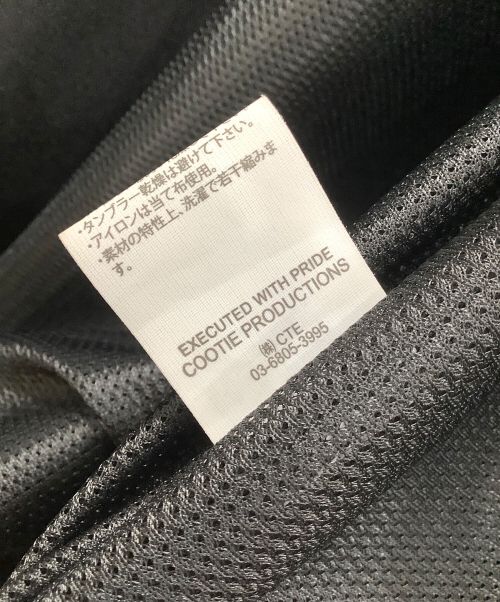 ・タンブラー乾燥は避けて下さい。
・アイロンは当て布使用。
・素材の特性上、洗濯で若干縮みま
す。
EXECUTED WITH PRIDE
COOTIE PRODUCTIONS
㈱ CTE
03-6805-3995